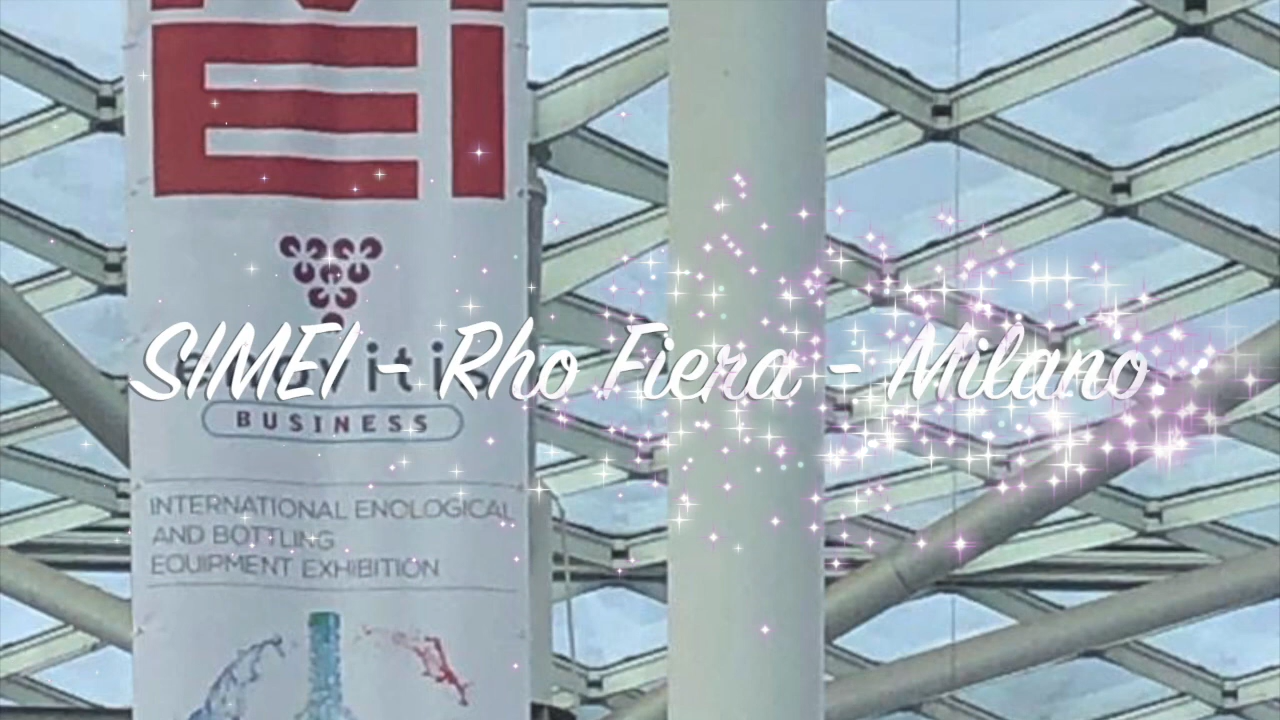 EI
SIMEI - Rho Fiera - Milano
BUSINESS
INTERNATIONAL ENOLOGICAL
AND BOTTLING
EQUIPMENT EXHIBITION